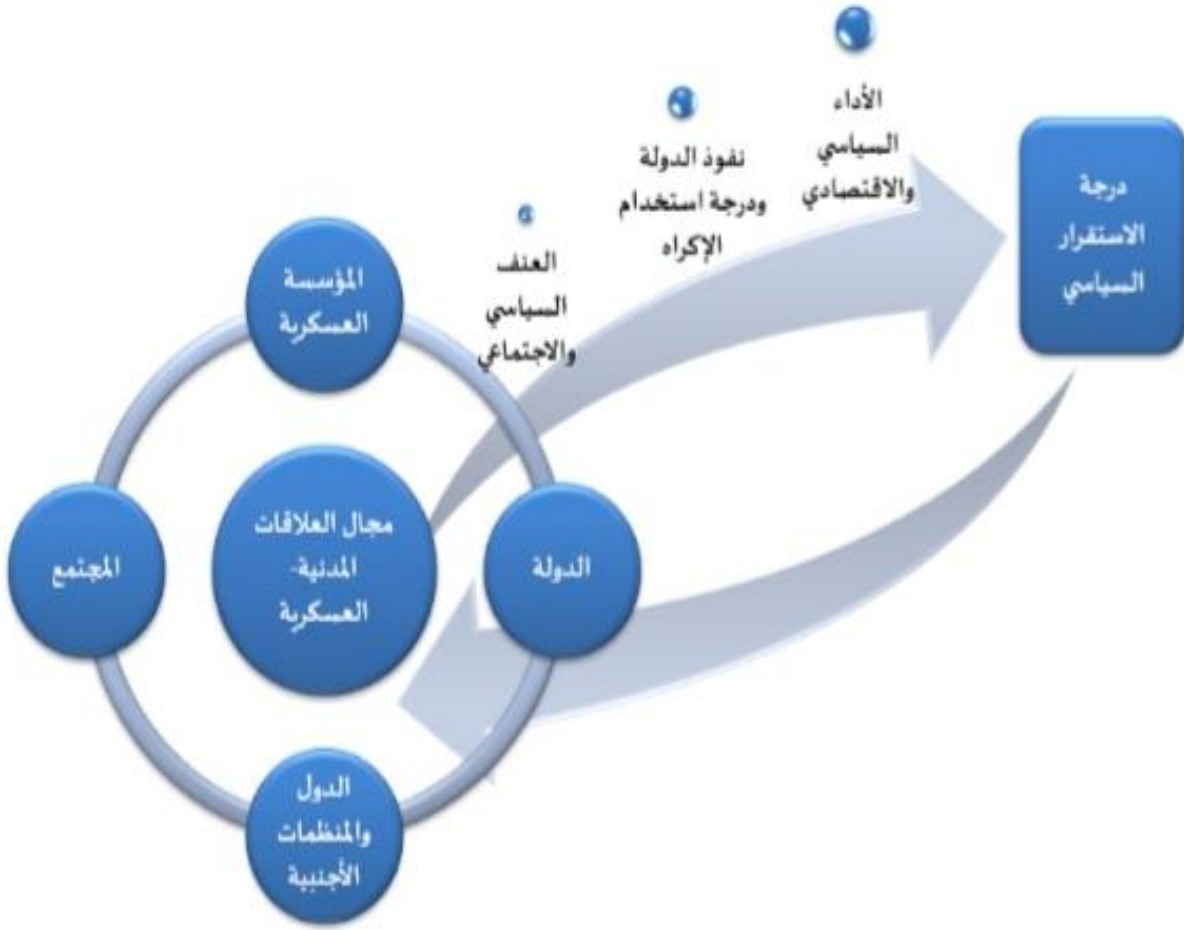 الأداء
السياسي
والاقتصادي
نفوذ الدولة
ودرجة استخدام
الإكراه
العنف
السياسي
والاجتماعي
درجة
الاستقرار
السياسي
المؤسسة
العسكرية
مجال العلاقات
المدنية-
العسكرية
الدولة
المجتمع
الدول
والمنظمات
الأجنبية